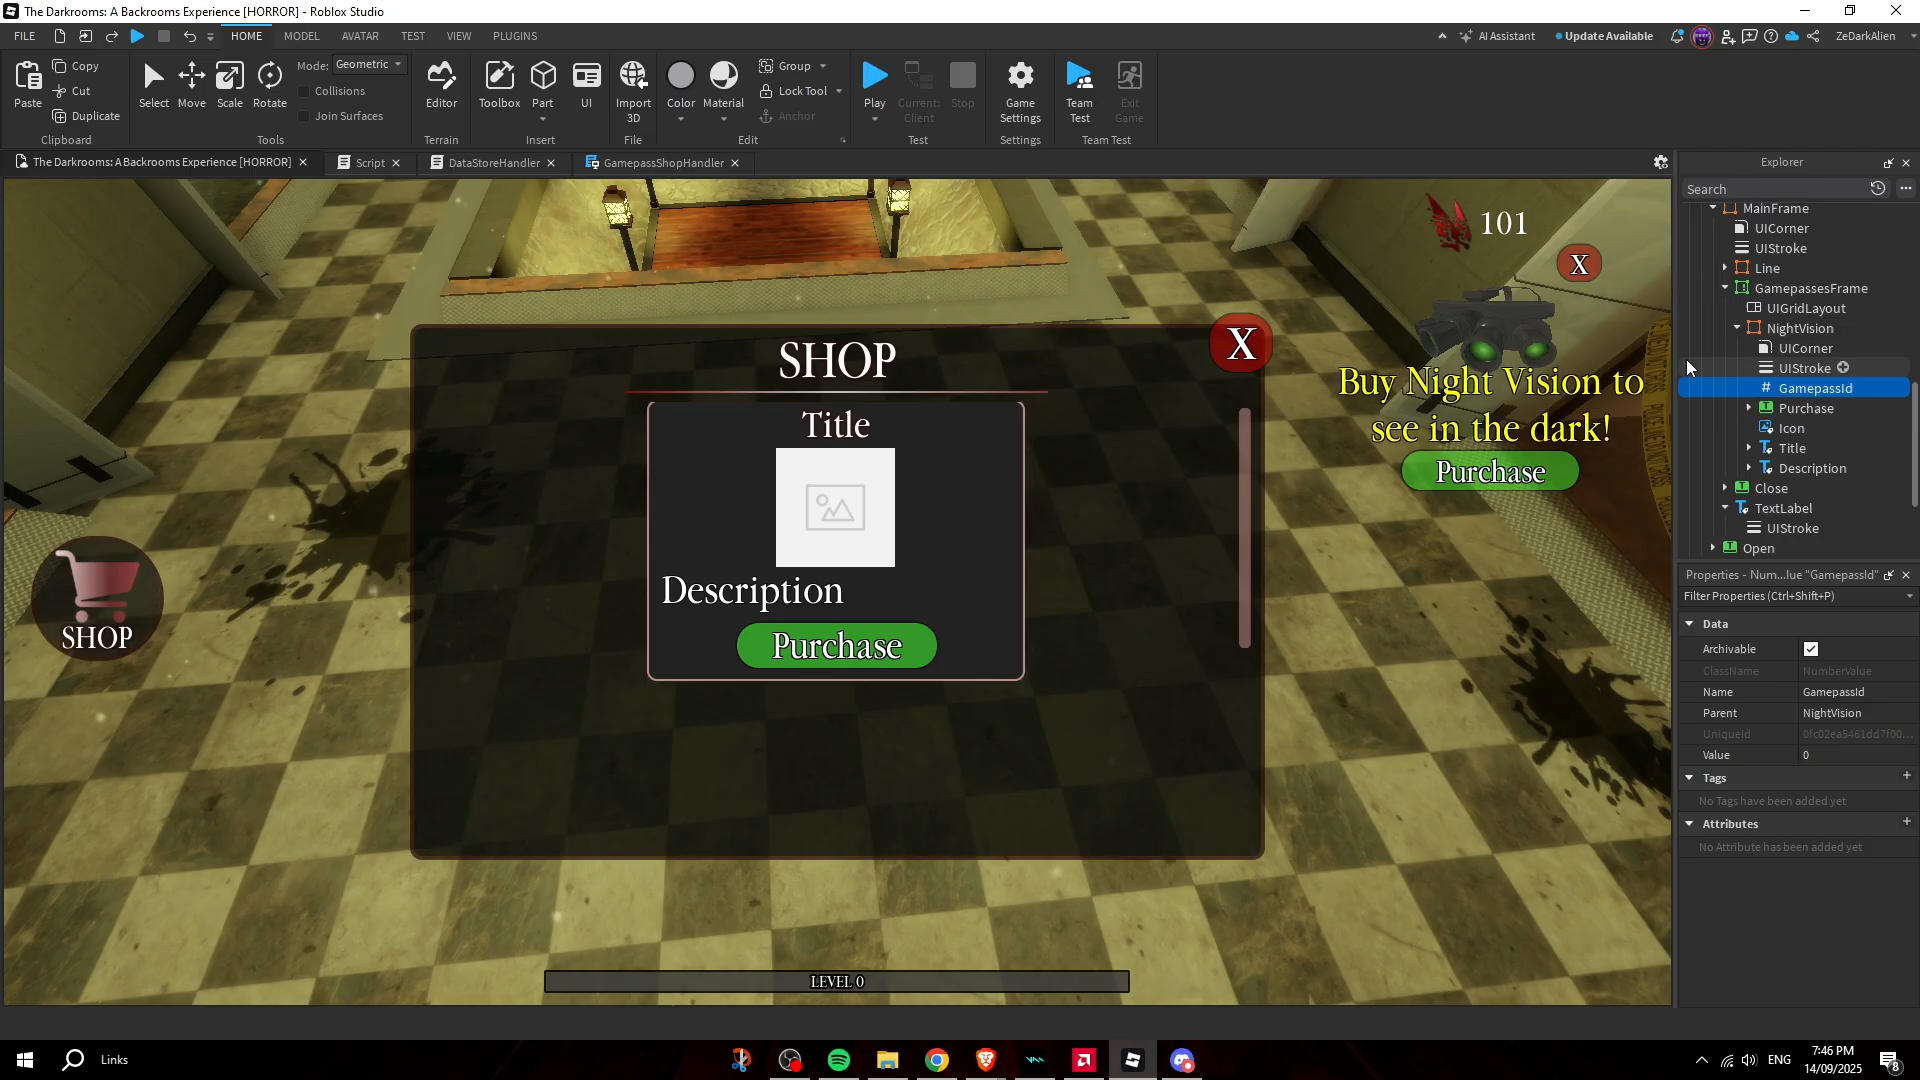 The Darkrooms: A Backrooms Experience [HORROR] - Roblox Studio
FILE HOME MODEL AVATAR TEST VIEW PLUGINS AI Assistant Update Available ZeDarkAlien
Paste
Copy
Cut
Duplicate
Clipboard
Select Move Scale Rotate
Mode: Geometric
Collisions
Join Surfaces
Tools
Editor
Terrain
Toolbox Part UI
Insert
Import
3D
File
Color Material
Group
Lock Tool
Anchor
Edit
Play
Current:
Client
Stop
Test
Game
Settings
Settings
Team
Test
Exit
Game
Team Test
The Darkrooms: A Backrooms Experience [HORROR] Script DataStoreHandler GamepassShopHandler
101
X
SHOP
X
Title
Description
Purchase
Buy Night Vision to
see in the dark!
Purchase
SHOP
LEVEL 0
Explorer
Search
MainFrame
UICorner
UIStroke
Line
GamepassesFrame
UIGridLayout
NightVision
UICorner
UIStroke
GamepassId
Purchase
Icon
Title
Description
Close
TextLabel
UIStroke
Open
Properties - Num...lue "GamepassId"
Filter Properties (Ctrl+Shift+P)
Data
Archivable
ClassName NumberValue
Name GamepassId
Parent NightVision
UniqueId 0fc02ea5461dd7f00...
Value 0
Tags
No Tags have been added yet
Attributes
No Attribute has been added yet
Links
ENG
7:46 PM
14/09/2025
8